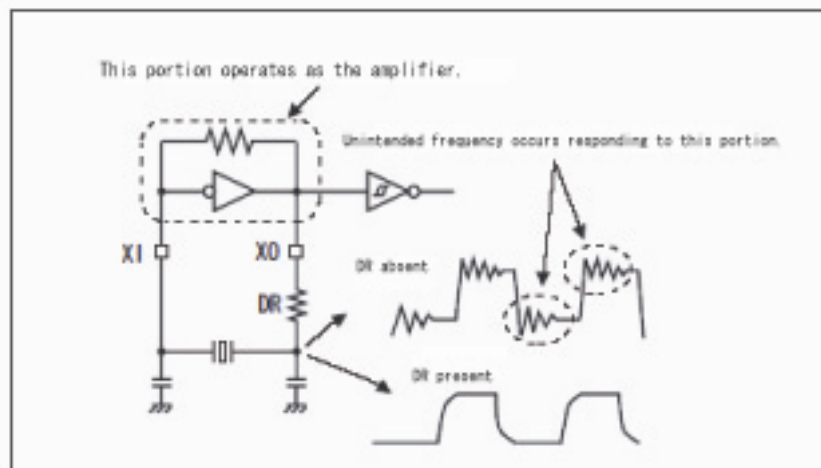 This portion operates as the amplifier.
Unintended frequency occurs responding to this portion.
XI
XO
DR absent
DR
DR present